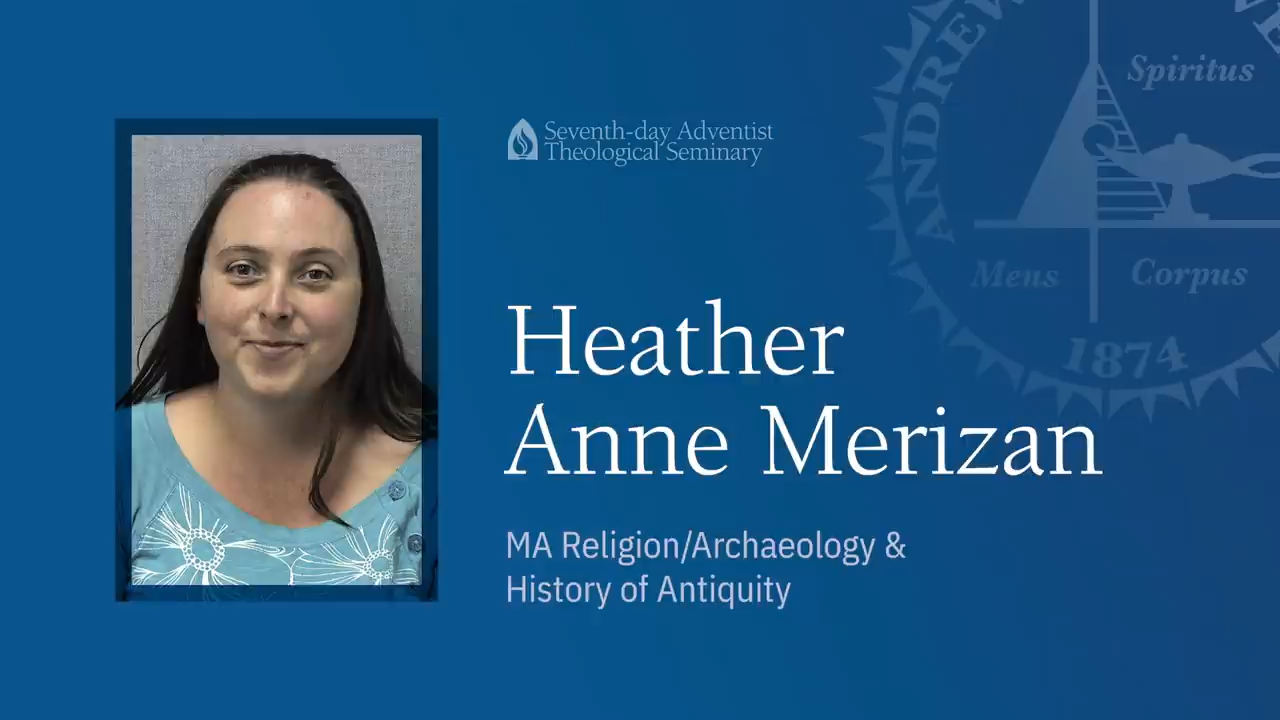 Seventh-day Adventist
Theological Seminary
Heather
Anne Merizan
MA Religion/Archaeology &
History of Antiquity
Spiritus
Mens
Corpus
1874